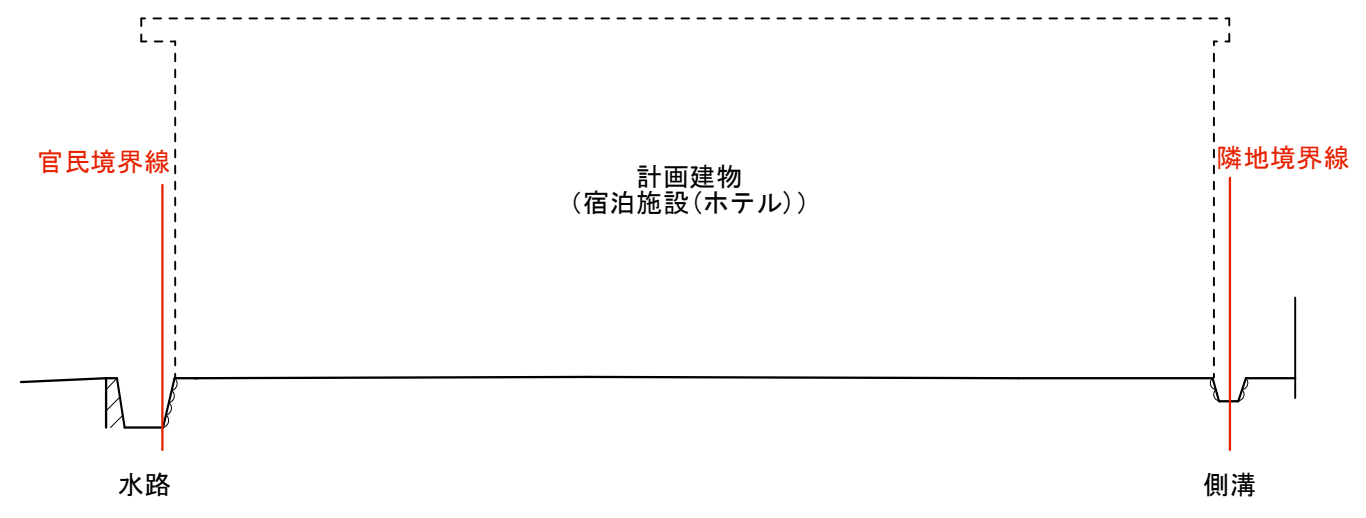 官民境界線
隣地境界線
計画建物
（宿泊施設（ホテル））
水路
側溝